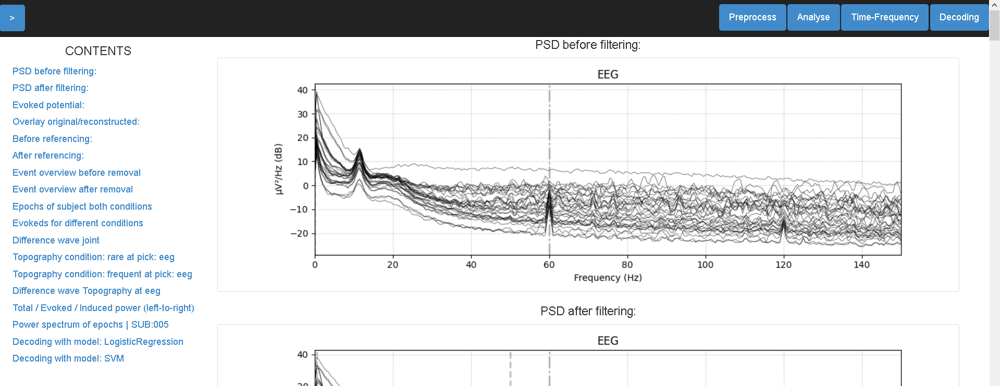 >
Preprocess
Analyse
Time-Frequency
Decoding
CONTENTS
PSD before filtering:
PSD after filtering:
Evoked potential:
Overlay original/reconstructed:
Before referencing:
After referencing:
Event overview before removal
Event overview after removal
Epochs of subject both conditions
Evokeds for different conditions
Difference wave joint
Topography condition: rare at pick: eeg
Topography condition: frequent at pick: eeg
Difference wave Topography at eeg
Total / Evoked / Induced power (left-to-right)
Power spectrum of epochs | SUB:005
Decoding with model: LogisticRegression
Decoding with model: SVM
PSD before filtering:
EEG
40
30
20
10
0
−10
−20
µV²/Hz (dB)
0 20 40 60 80 100 120 140
Frequency (Hz)
PSD after filtering:
EEG
40